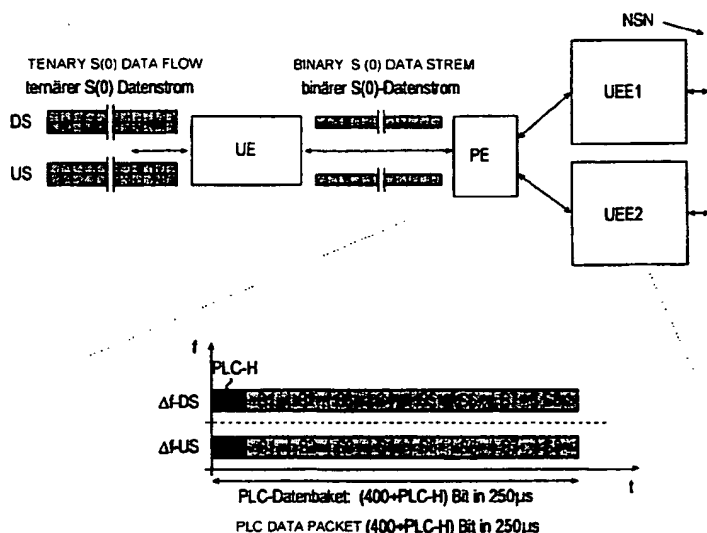 NSN
TENARY S(0) DATA FLOW
ternärer S(0) Datenstrom
BINARY S (0) DATA STREM
binärer S(0)-Datenstrom
DS
US
UE
PE
UEE1
UEE2
f
PLC-H
Δf-DS
Δf-US
t
PLC-Datenbaket: (400+PLC-H) Bit in 250µs
PLC DATA PACKET (400+PLC-H) Bit in 250µs